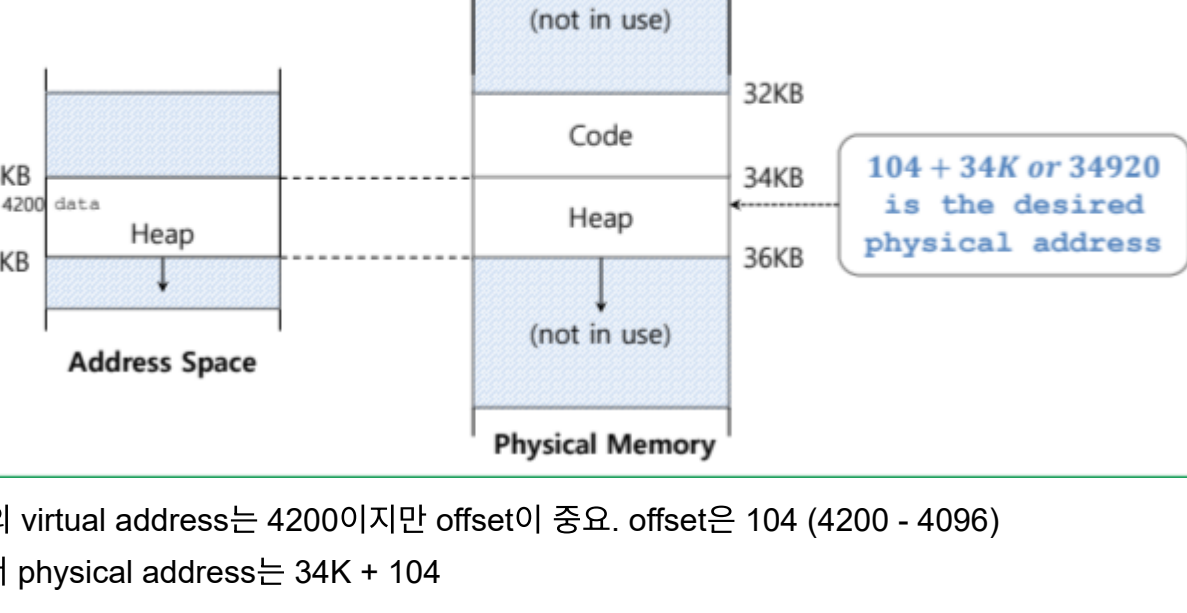 (not in use)
32KB
Code
KB
34KB
4200 data
Heap
Heap
KB
36KB
104 + 34K or 34920
is the desired
physical address
(not in use)
Address Space
Physical Memory
virtual address는 4200이지만 offset이 중요. offset은 104 (4200 - 4096)
physical address는 34K + 104